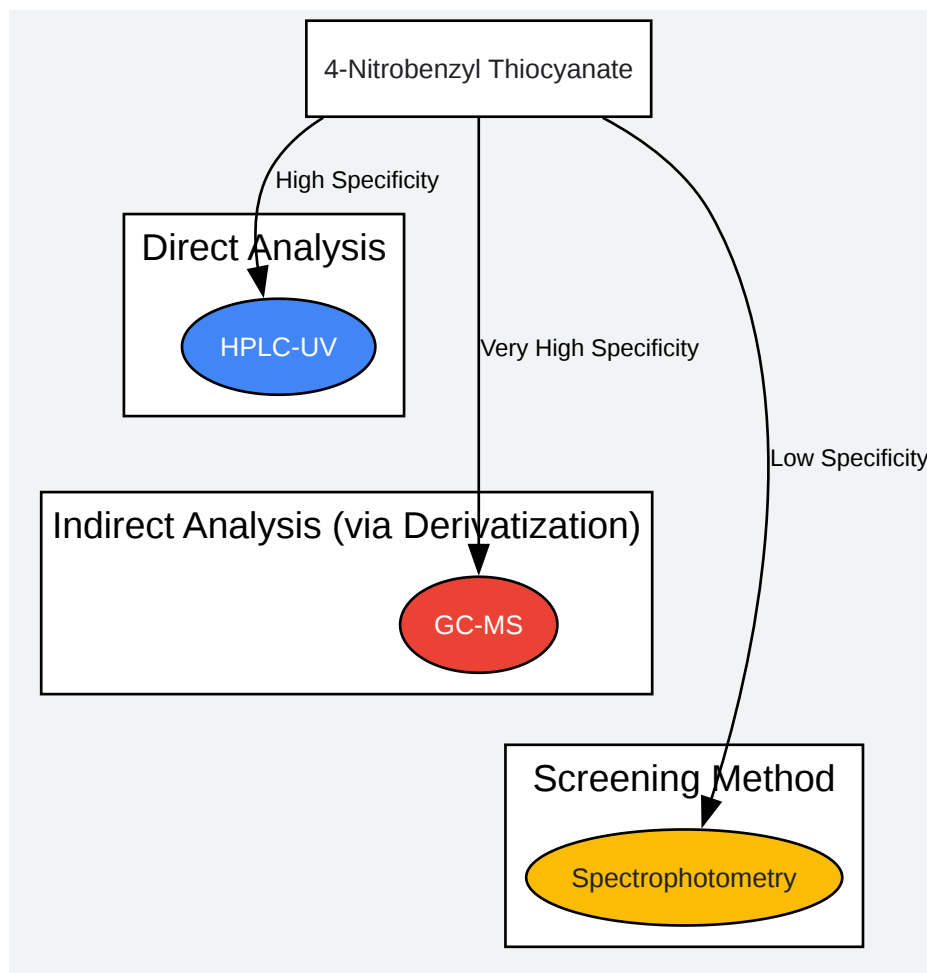 4-Nitrobenzyl Thiocyanate
High Specificity
Direct Analysis
HPLC-UV
Very High Specificity
Low Specificity
Indirect Analysis (via Derivatization)
GC-MS
Screening Method
Spectrophotometry